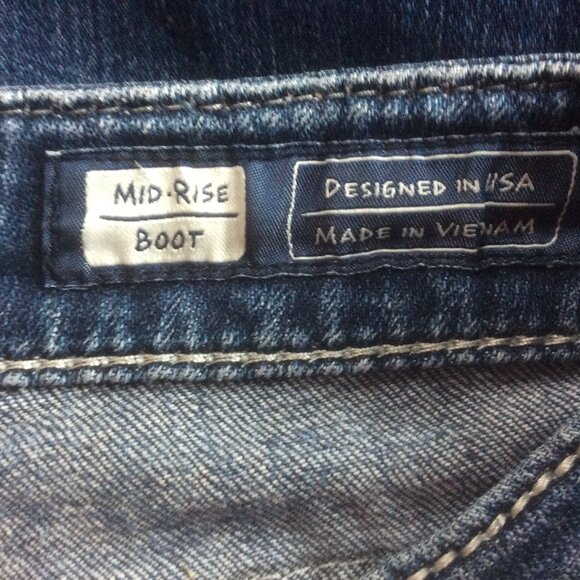 MID·RISE
BOOT
DESIGNED IN USA
MADE IN VIETNAM